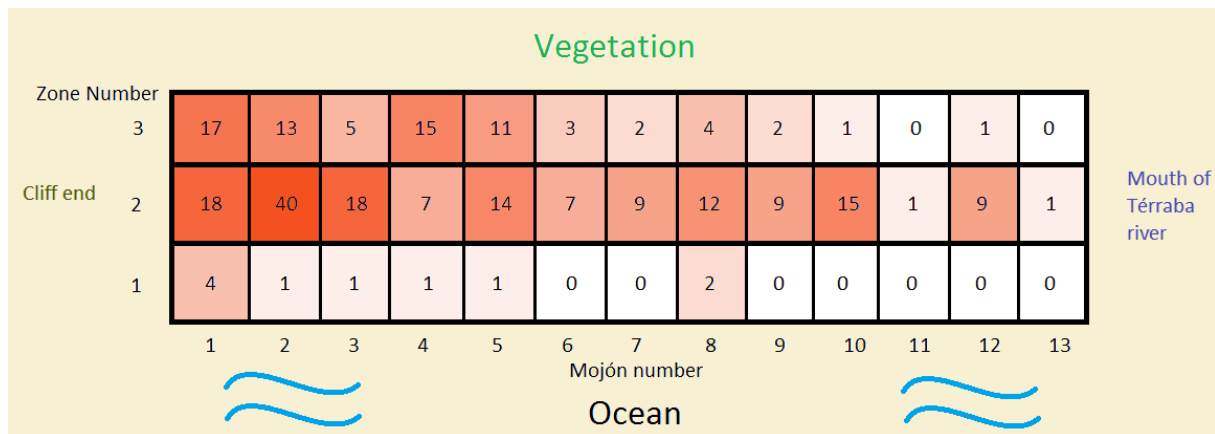 Vegetation
Zone Number
3 17 13 5 15 11 3 2 4 2 1 0 1 0
Cliff end
2 18 40 18 7 14 7 9 12 9 15 1 9 1
Mouth of
Térraba
river
1 4 1 1 1 1 0 0 2 0 0 0 0 0
1 2 3 4 5 6 7 8 9 10 11 12 13
Mojón number
Ocean